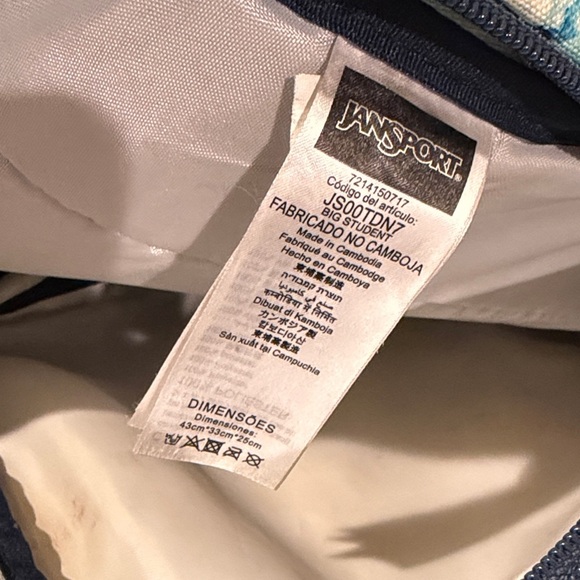 JANSPORT®
7214150717
Código del artículo:
JS00TDN7
BIG STUDENT
FABRICADO NO CAMBOJA
Made in Cambodia
Fabriqué au Cambodge
Hecho en Camboya
柬埔寨制造
תוצרת קמבודיה
Dibuat di Kamboja
カンボジア製
캄보디아산
柬埔寨製造
Sản xuất tại Campuchia
DIMENSÕES
Dimensiones:
43cm*33cm*25cm